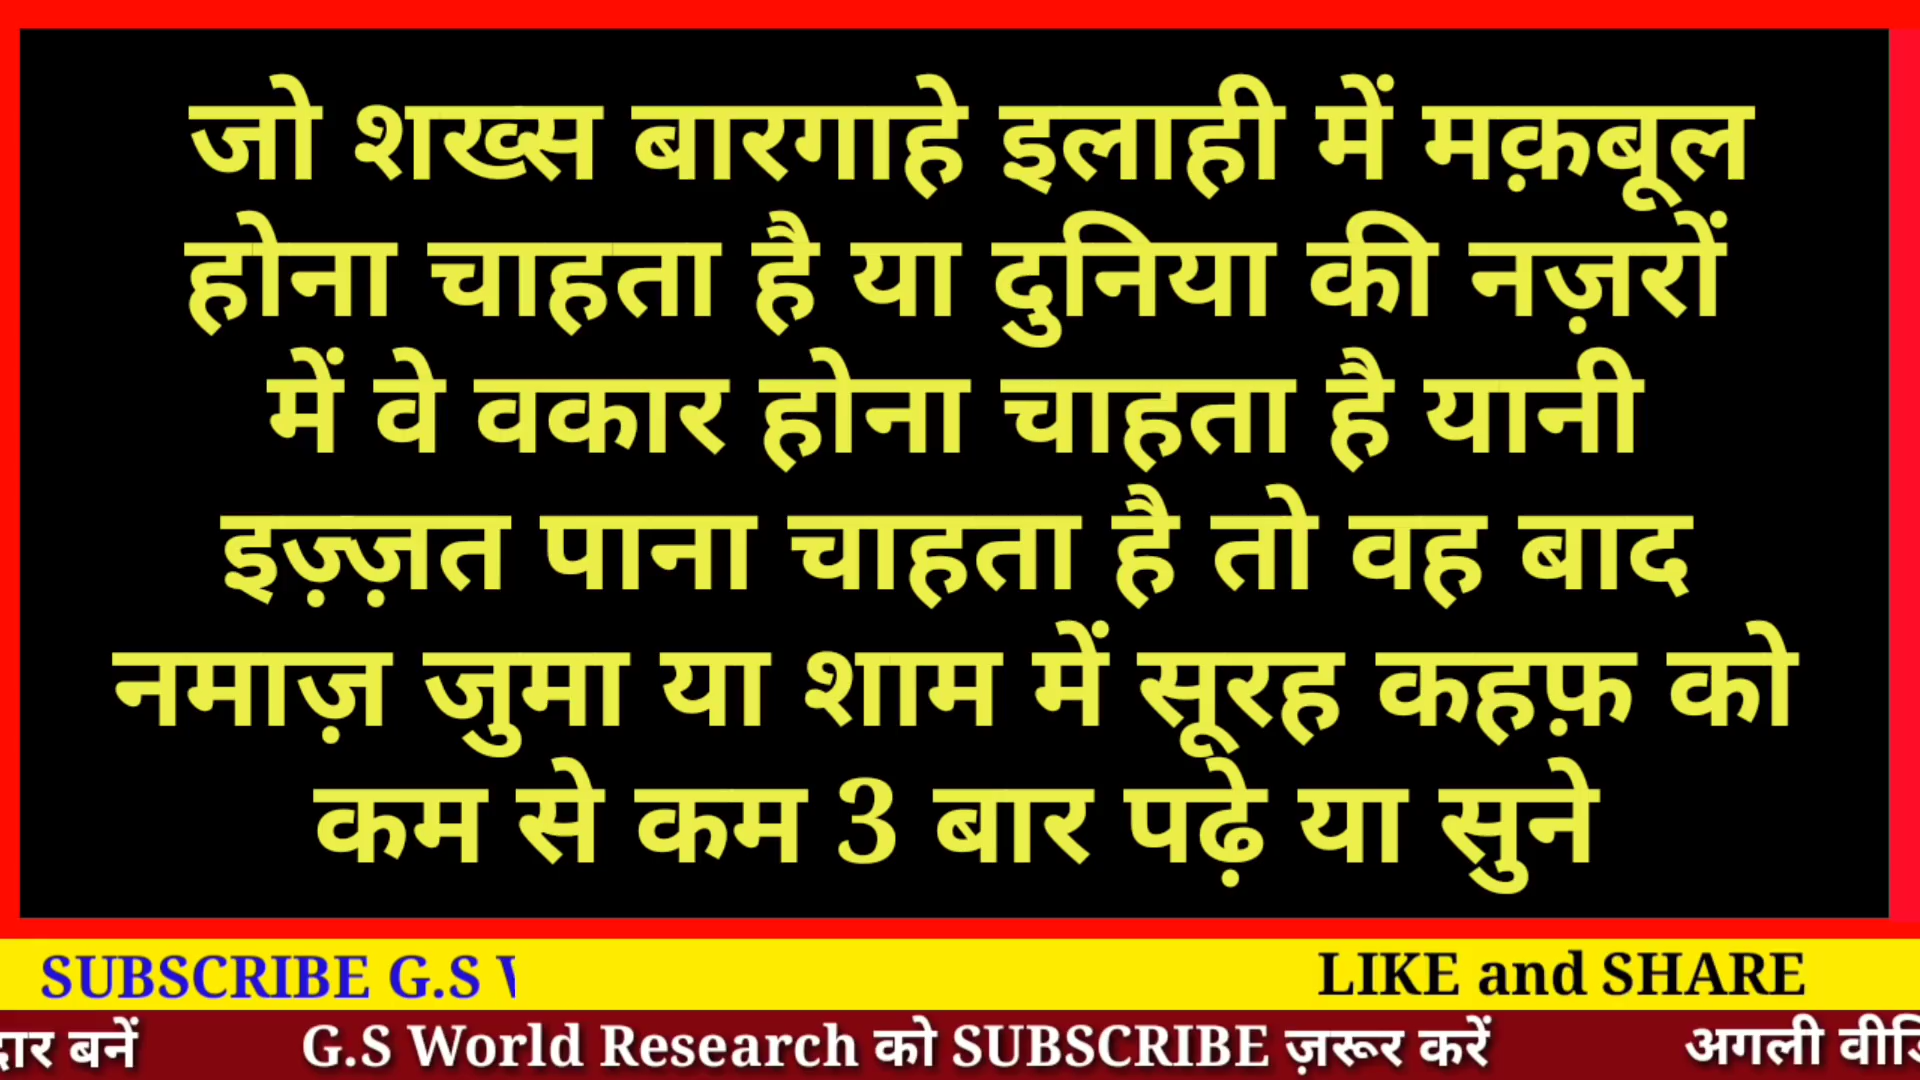 जो शख्स बारगाहे इलाही में मक़बूल
होना चाहता है या दुनिया की नज़रों
में वे वकार होना चाहता है यानी
इज़्ज़त पाना चाहता है तो वह बाद
नमाज़ जुमा या शाम में सूरह कहफ़ को
कम से कम 3 बार पढ़े या सुने
SUBSCRIBE G.S
LIKE and SHARE
बनें G.S World Research को SUBSCRIBE ज़रूर करें अगली